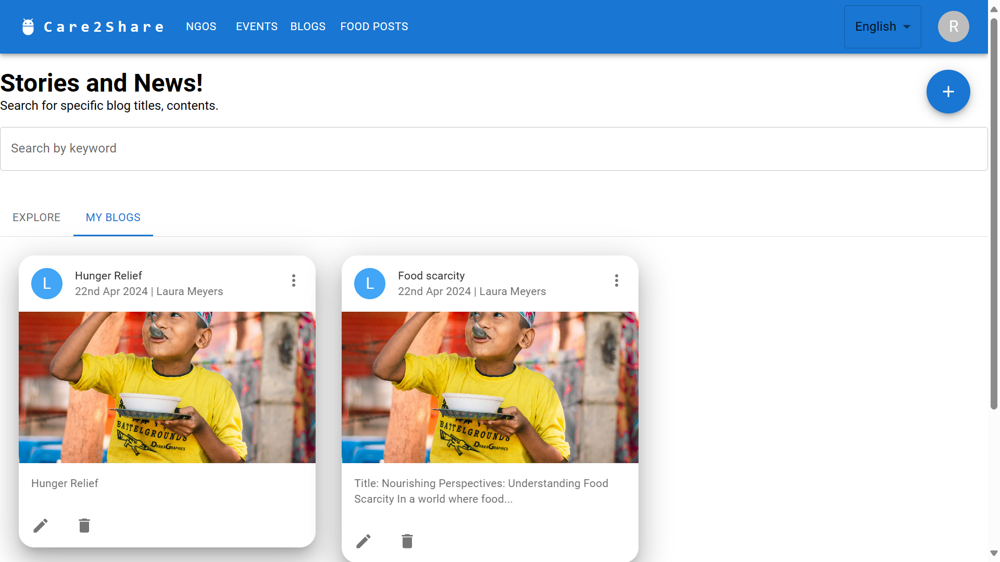 Care2Share NGOS EVENTS BLOGS FOOD POSTS English R
Stories and News!
Search for specific blog titles, contents.
+
Search by keyword
EXPLORE MY BLOGS
L Hunger Relief
22nd Apr 2024 | Laura Meyers
BATTELGROUNDS
DHAKAGRAPHICS
Hunger Relief
L Food scarcity
22nd Apr 2024 | Laura Meyers
BATTELGROUNDS
DHAKAGRAPHICS
Title: Nourishing Perspectives: Understanding Food
Scarcity In a world where food...